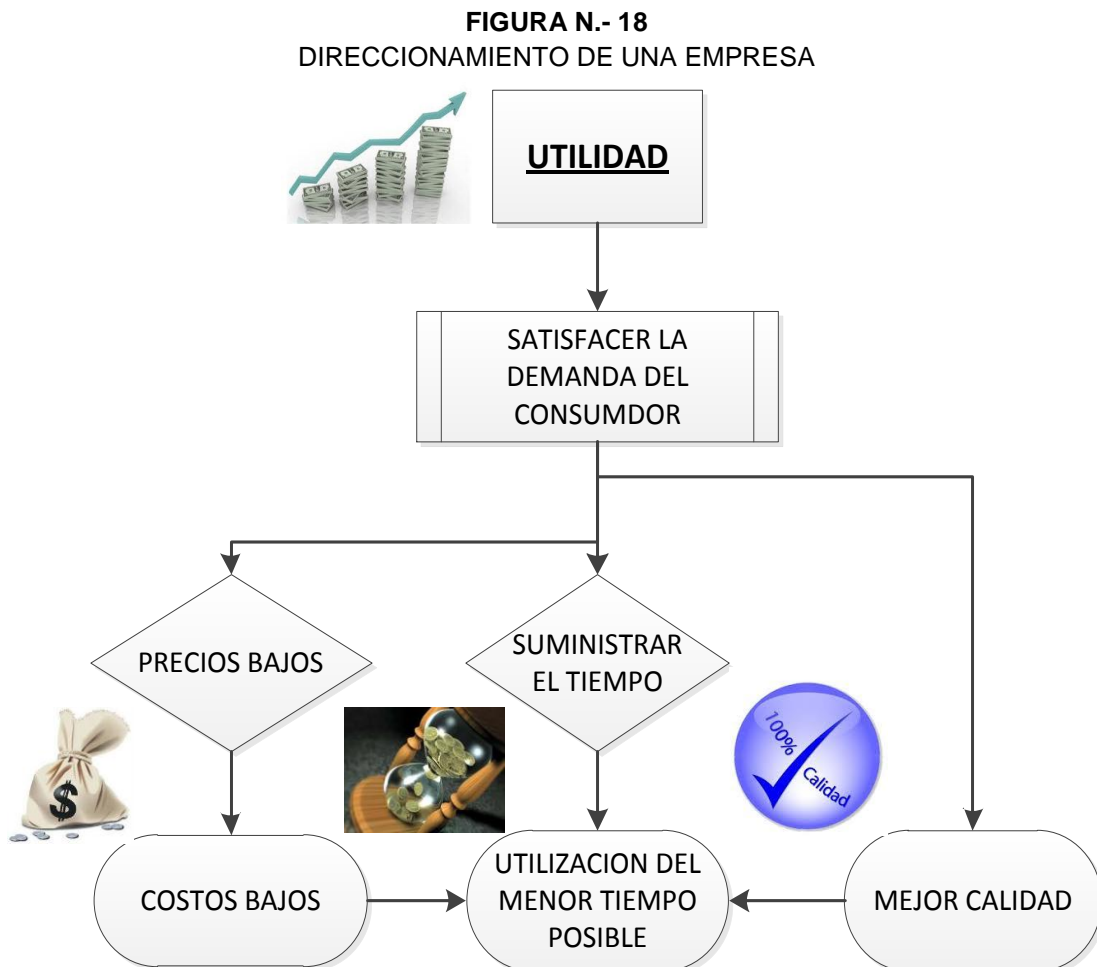 FIGURA N.- 18
DIRECCIONAMIENTO DE UNA EMPRESA
UTILIDAD
SATISFACER LA
DEMANDA DEL
CONSUMDOR
PRECIOS BAJOS
SUMINISTRAR
EL TIEMPO
$
100%
Calidad
COSTOS BAJOS
UTILIZACION DEL
MENOR TIEMPO
POSIBLE
MEJOR CALIDAD